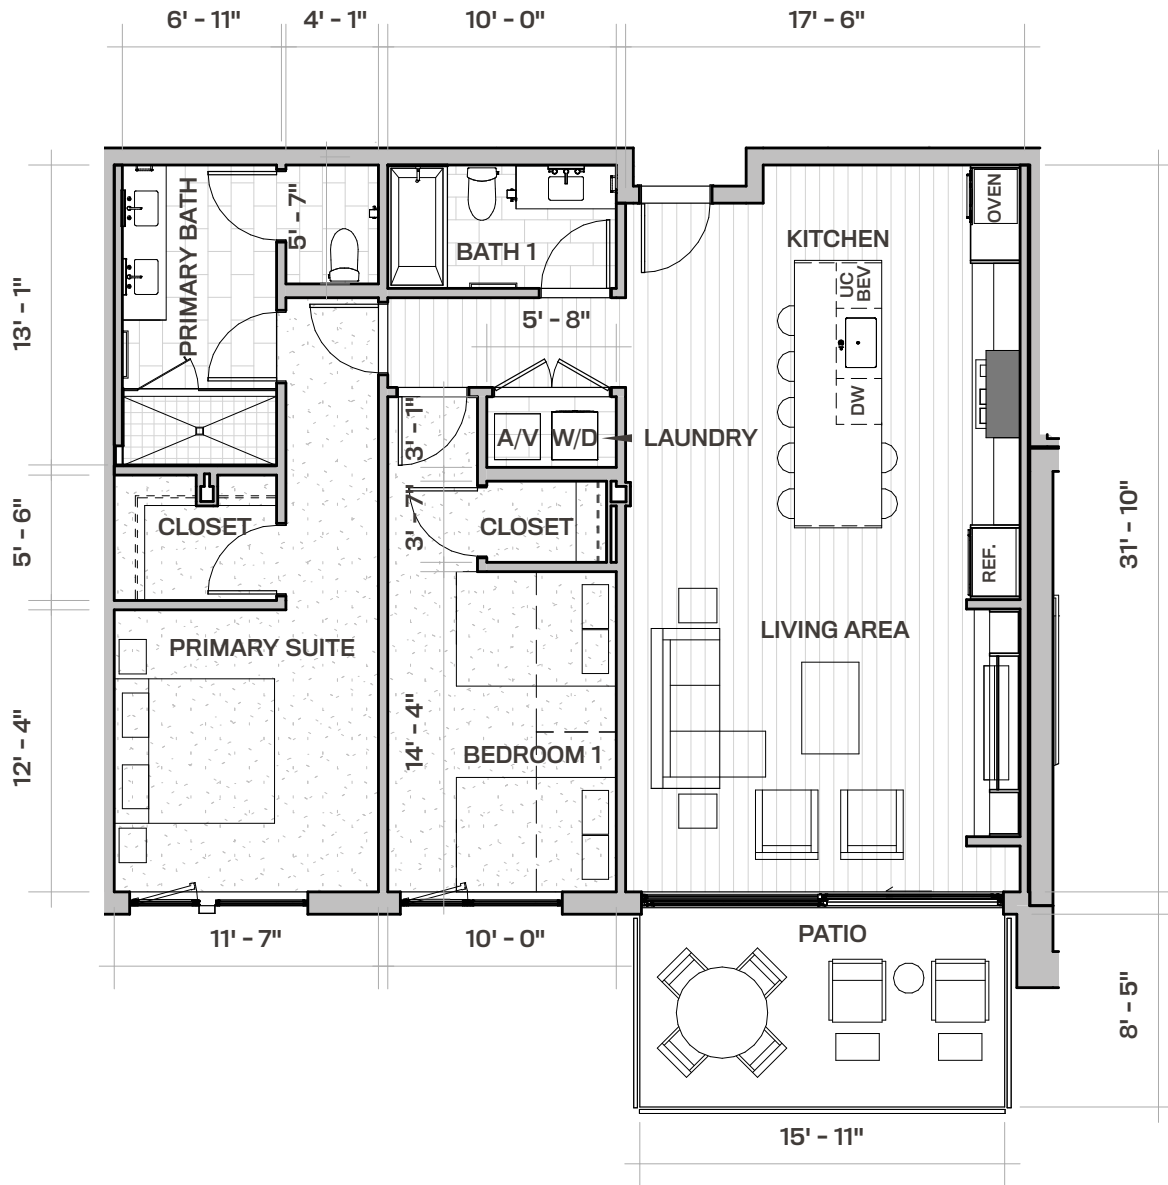 6' - 11"
4' - 1"
10' - 0"
17' - 6"
PRIMARY BATH
5' - 7"
BATH 1
KITCHEN
OVEN
UC
BEV
13' - 1"
5' - 8"
DW
3' - 1"
A/V
W/D
LAUNDRY
5' - 6"
CLOSET
3' - 7"
CLOSET
REF.
31' - 10"
PRIMARY SUITE
LIVING AREA
12' - 4"
14' - 4"
BEDROOM 1
11' - 7"
10' - 0"
PATIO
8' - 5"
15' - 11"